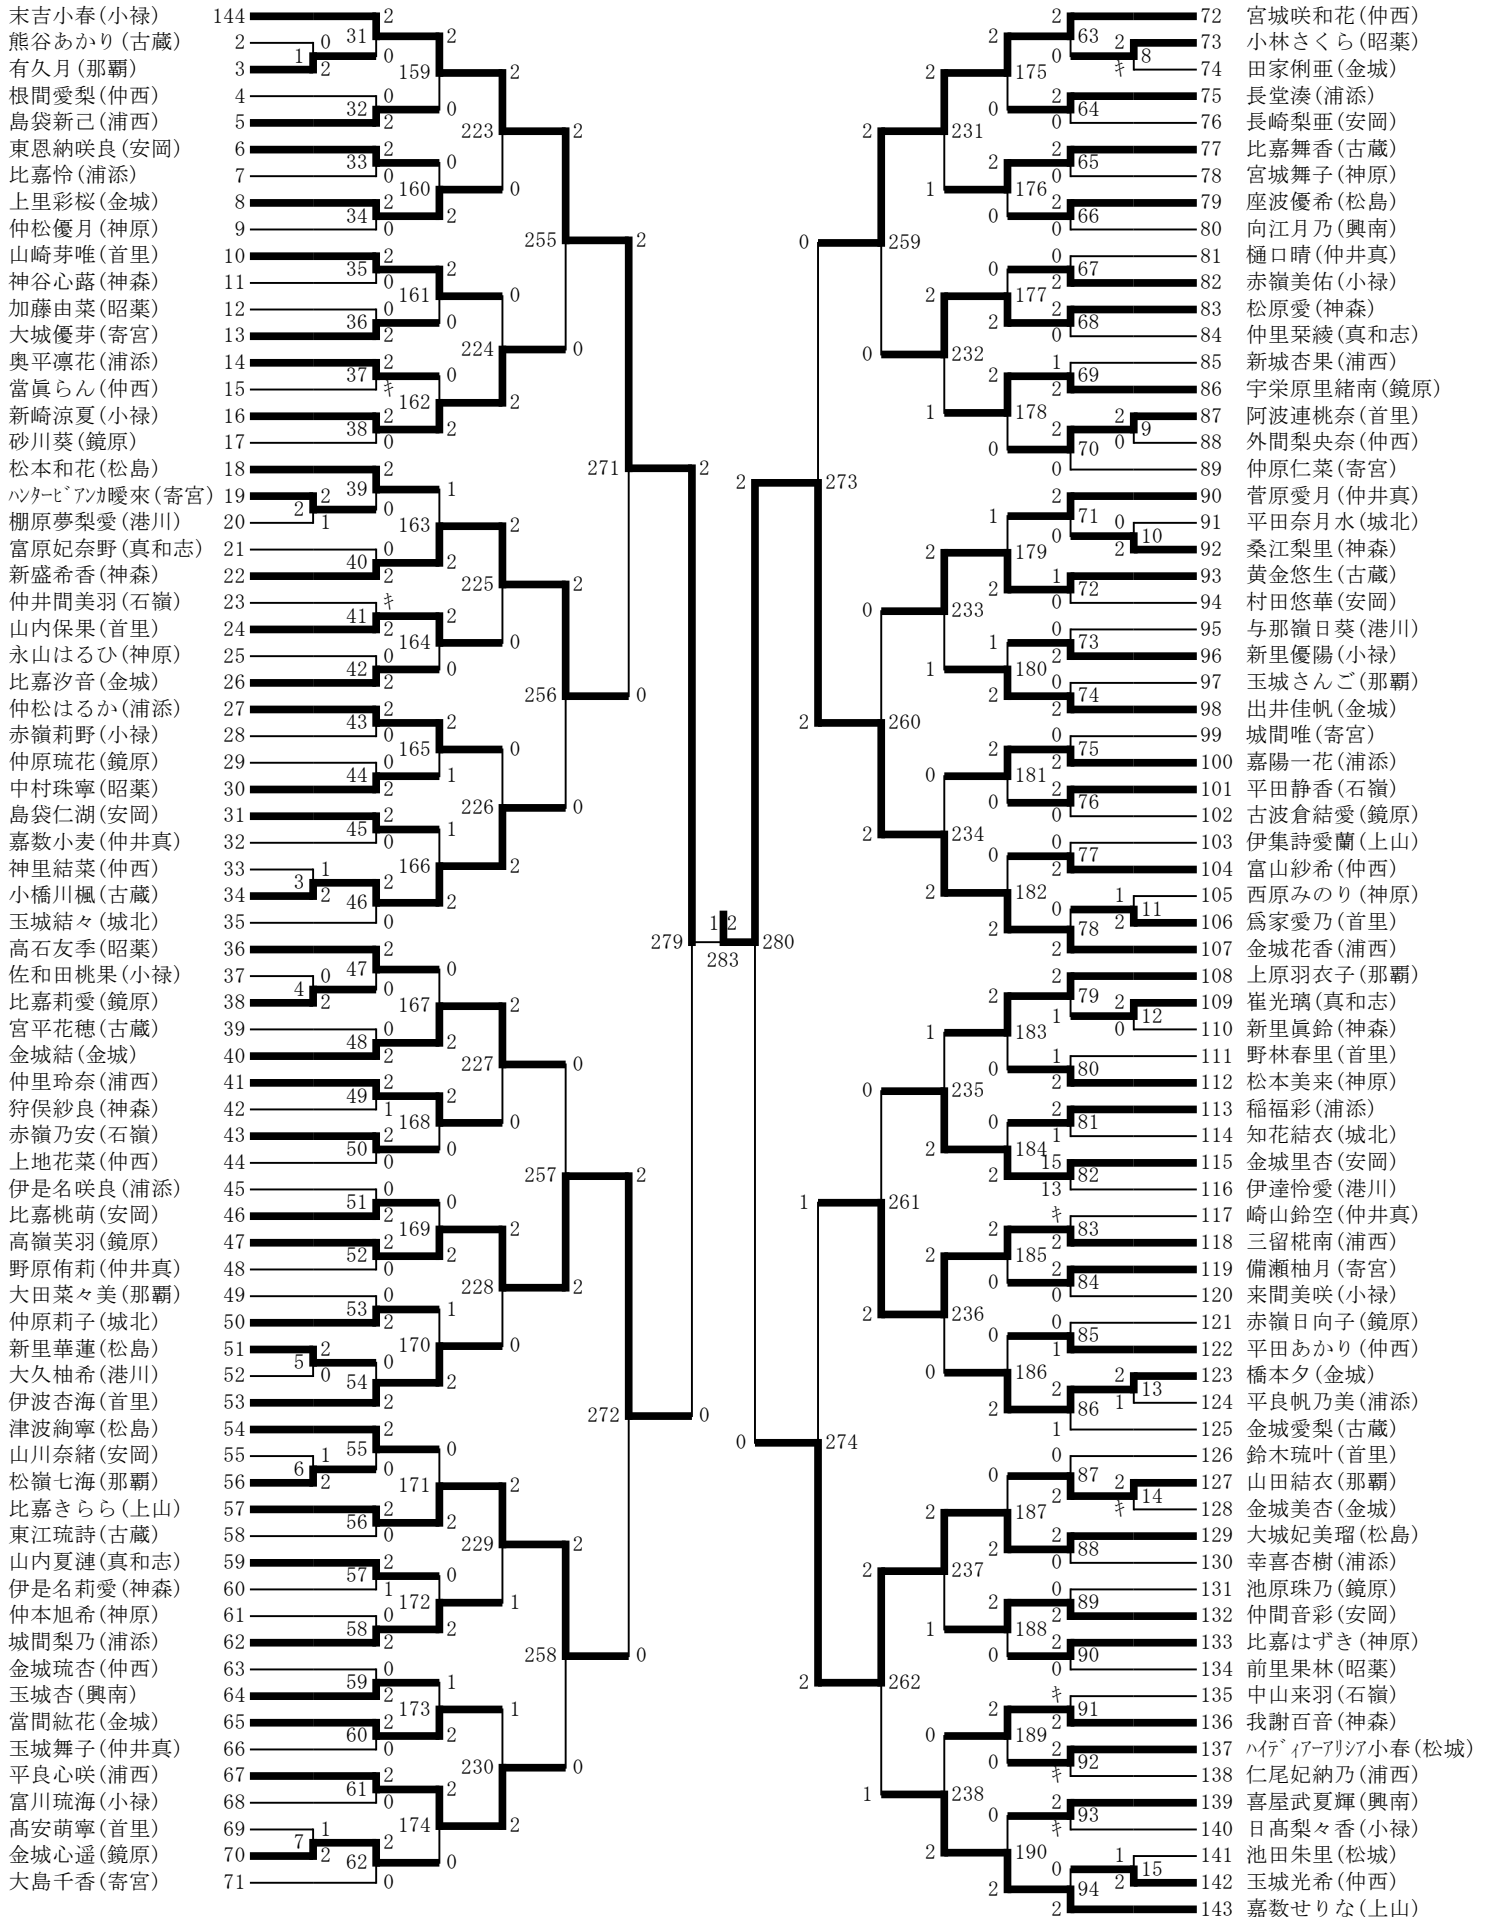 末吉小春(小禄) 144
熊谷あかり(古蔵) 2
有久月(那覇) 3
根間愛梨(仲西) 4
島袋新己(浦西) 5
東恩納咲良(安岡) 6
比嘉怜(浦添) 7
上里彩桜(金城) 8
仲松優月(神原) 9
山崎芽唯(首里) 10
神谷心蕗(神森) 11
加藤由菜(昭薬) 12
大城優芽(寄宮) 13
奥平凛花(浦添) 14
當眞らん(仲西) 15
新崎涼夏(小禄) 16
砂川葵(鏡原) 17
松本和花(松島) 18
ﾊﾝﾀｰﾋﾞｱﾝｶ曖來(寄宮) 19
棚原夢梨愛(港川) 20
富原妃奈野(真和志) 21
新盛希香(神森) 22
仲井間美羽(石嶺) 23
山内保果(首里) 24
永山はるひ(神原) 25
比嘉汐音(金城) 26
仲松はるか(浦添) 27
赤嶺莉野(小禄) 28
仲原琉花(鏡原) 29
中村珠寧(昭薬) 30
島袋仁湖(安岡) 31
嘉数小麦(仲井真) 32
神里結菜(仲西) 33
小橋川楓(古蔵) 34
玉城結々(城北) 35
高石友季(昭薬) 36
佐和田桃果(小禄) 37
比嘉莉愛(鏡原) 38
宮平花穂(古蔵) 39
金城結(金城) 40
仲里玲奈(浦西) 41
狩俣紗良(神森) 42
赤嶺乃安(石嶺) 43
上地花菜(仲西) 44
伊是名咲良(浦添) 45
比嘉桃萌(安岡) 46
高嶺芙羽(鏡原) 47
野原侑莉(仲井真) 48
大田菜々美(那覇) 49
仲原莉子(城北) 50
新里華蓮(松島) 51
大久柚希(港川) 52
伊波杏海(首里) 53
津波絢寧(松島) 54
山川奈緒(安岡) 55
松嶺七海(那覇) 56
比嘉きらら(上山) 57
東江琉詩(古蔵) 58
山内夏漣(真和志) 59
伊是名莉愛(神森) 60
仲本旭希(神原) 61
城間梨乃(浦添) 62
金城琉杏(仲西) 63
玉城杏(興南) 64
當間紘花(金城) 65
玉城舞子(仲井真) 66
平良心咲(浦西) 67
富川琉海(小禄) 68
髙安萌寧(首里) 69
金城心遥(鏡原) 70
大島千香(寄宮) 71
72 宮城咲和花(仲西)
73 小林さくら(昭薬)
74 田家俐亜(金城)
75 長堂湊(浦添)
76 長崎梨亜(安岡)
77 比嘉舞香(古蔵)
78 宮城舞子(神原)
79 座波優希(松島)
80 向江月乃(興南)
81 樋口晴(仲井真)
82 赤嶺美佑(小禄)
83 松原愛(神森)
84 仲里栞綾(真和志)
85 新城杏果(浦西)
86 宇栄原里緒南(鏡原)
87 阿波連桃奈(首里)
88 外間梨央奈(仲西)
89 仲原仁菜(寄宮)
90 菅原愛月(仲井真)
91 平田奈月水(城北)
92 桑江梨里(神森)
93 黄金悠生(古蔵)
94 村田悠華(安岡)
95 与那嶺日葵(港川)
96 新里優陽(小禄)
97 玉城さんご(那覇)
98 出井佳帆(金城)
99 城間唯(寄宮)
100 嘉陽一花(浦添)
101 平田静香(石嶺)
102 古波倉結愛(鏡原)
103 伊集詩愛蘭(上山)
104 富山紗希(仲西)
105 西原みのり(神原)
106 爲家愛乃(首里)
107 金城花香(浦西)
108 上原羽衣子(那覇)
109 崔光璃(真和志)
110 新里眞鈴(神森)
111 野林春里(首里)
112 松本美来(神原)
113 稲福彩(浦添)
114 知花結衣(城北)
115 金城里杏(安岡)
116 伊達怜愛(港川)
117 崎山鈴空(仲井真)
118 三留椛南(浦西)
119 備瀬柚月(寄宮)
120 来間美咲(小禄)
121 赤嶺日向子(鏡原)
122 平田あかり(仲西)
123 橋本夕(金城)
124 平良帆乃美(浦添)
125 金城愛梨(古蔵)
126 鈴木琉叶(首里)
127 山田結衣(那覇)
128 金城美杏(金城)
129 大城妃美瑠(松島)
130 幸喜杏樹(浦添)
131 池原珠乃(鏡原)
132 仲間音彩(安岡)
133 比嘉はずき(神原)
134 前里果林(昭薬)
135 中山来羽(石嶺)
136 我謝百音(神森)
137 ﾊｲﾃﾞｨｱｰｱﾘｼｱ小春(松城)
138 仁尾妃納乃(浦西)
139 喜屋武夏輝(興南)
140 日髙梨々香(小禄)
141 池田朱里(松城)
142 玉城光希(仲西)
143 嘉数せりな(上山)